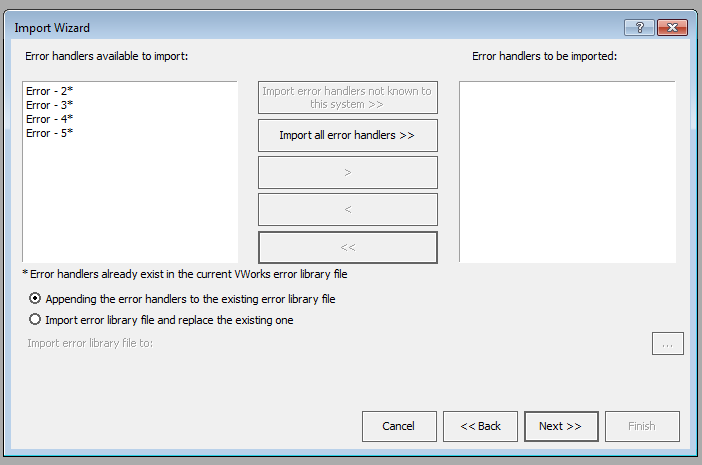 Import Wizard
?
Error handlers available to import:
Error handlers to be imported:
Error - 2*
Error - 3*
Error - 4*
Error - 5*
Import error handlers not known to
this system >>
Import all error handlers >>
>
<
<<
* Error handlers already exist in the current VWorks error library file
Appending the error handlers to the existing error library file
Import error library file and replace the existing one
Import error library file to:
...
Cancel
<< Back
Next >>
Finish